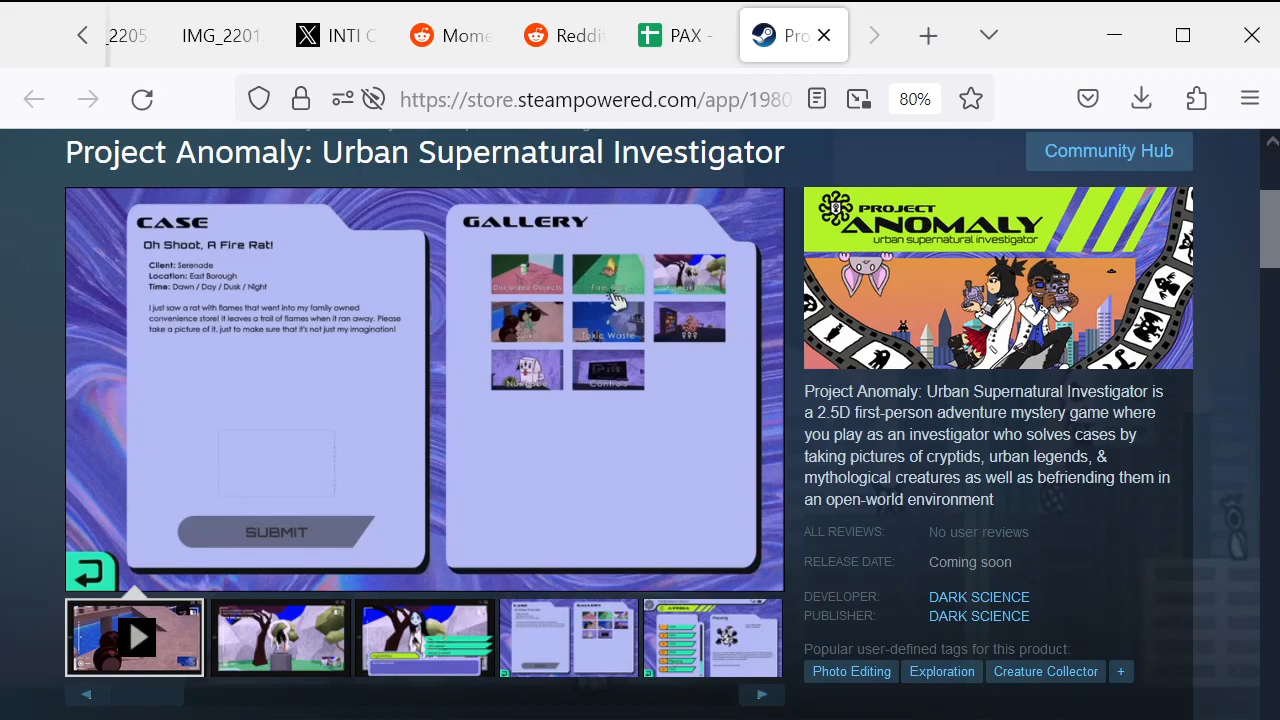 _2205
IMG_2201
INTI C
Mome
Reddit
PAX -
Pro
https://store.steampowered.com/app/1980
80%
Project Anomaly: Urban Supernatural Investigator
Community Hub
CASE
Oh Shoot, A Fire Rat!
Client: Serenade
Location: East Borough
Time: Dawn / Day / Dusk / Night
I just saw a rat with flames that went into my family owned
convenience store! It leaves a trail of flames when it ran away. Please
take a picture of it, just to make sure that it's not just my imagination!
SUBMIT
GALLERY
Discarded Objects
Toxic Waste
???
Controls
PROJECT
ANOMALY
urban supernatural investigator
Project Anomaly: Urban Supernatural Investigator is
a 2.5D first-person adventure mystery game where
you play as an investigator who solves cases by
taking pictures of cryptids, urban legends, &
mythological creatures as well as befriending them in
an open-world environment
ALL REVIEWS: No user reviews
RELEASE DATE: Coming soon
DEVELOPER: DARK SCIENCE
PUBLISHER: DARK SCIENCE
Popular user-defined tags for this product:
Photo Editing Exploration Creature Collector +
CASE
GALLERY